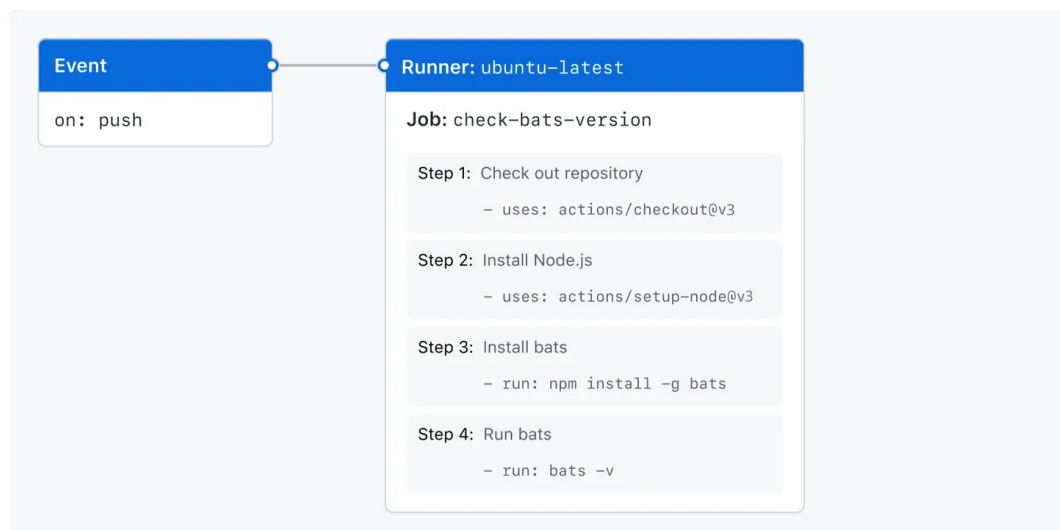 Event
on: push
Runner: ubuntu-latest
Job: check-bats-version
Step 1: Check out repository
- uses: actions/checkout@v3
Step 2: Install Node.js
- uses: actions/setup-node@v3
Step 3: Install bats
- run: npm install -g bats
Step 4: Run bats
- run: bats -v